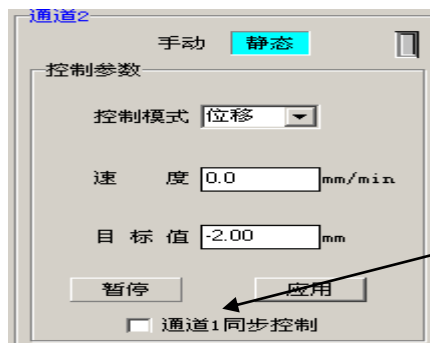 通道2
手动 静态
控制参数
控制模式 位移
速 度 0.0 mm/min
目 标 值 -2.00 mm
暂停 应用
通道1同步控制